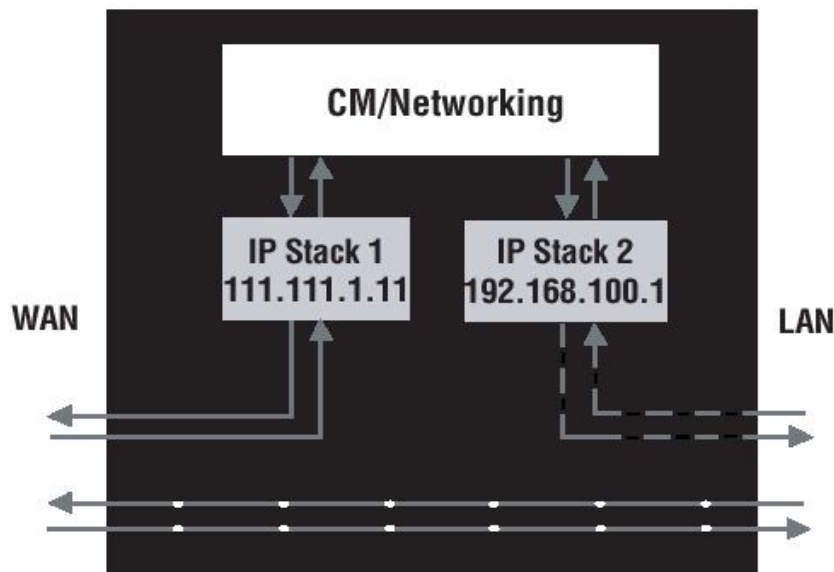 CM/Networking
IP Stack 1
111.111.1.11
IP Stack 2
192.168.100.1
WAN
LAN